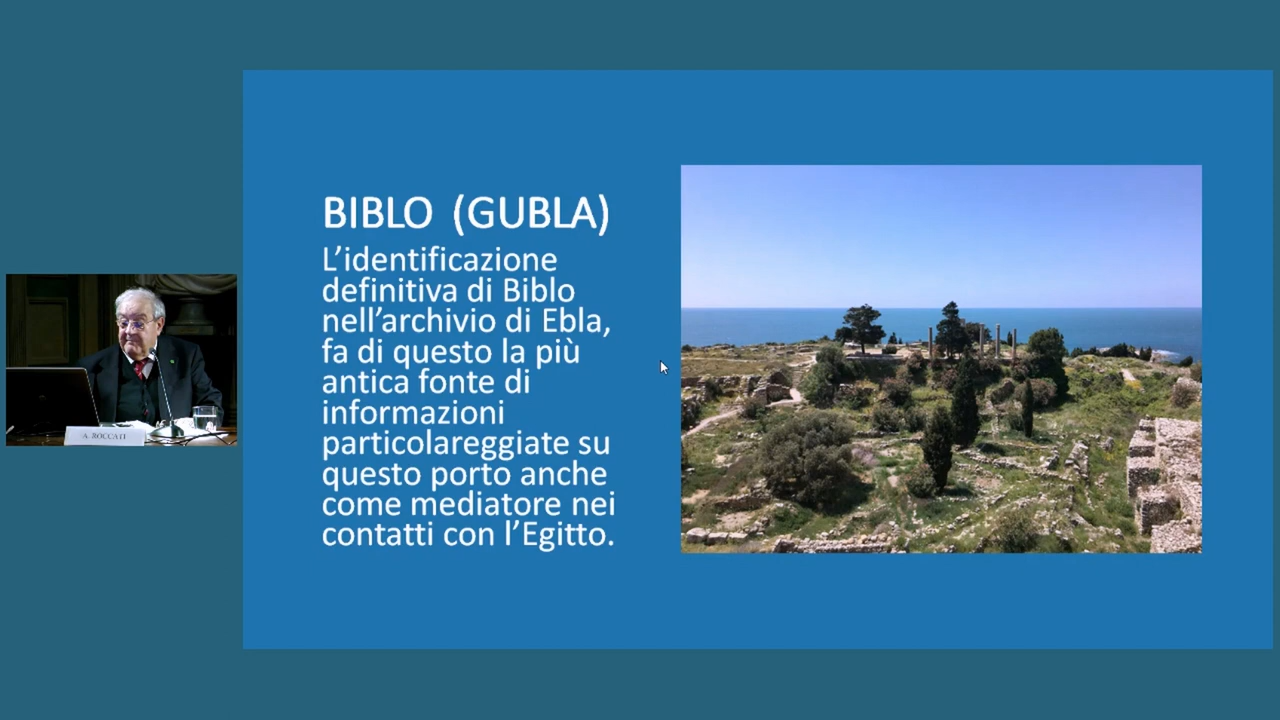 BIBLO (GUBLA)
L’identificazione
definitiva di Biblo
nell’archivio di Ebla,
fa di questo la più
antica fonte di
informazioni
particolareggiate su
questo porto anche
come mediatore nei
contatti con l’Egitto.
A. ROCCATI